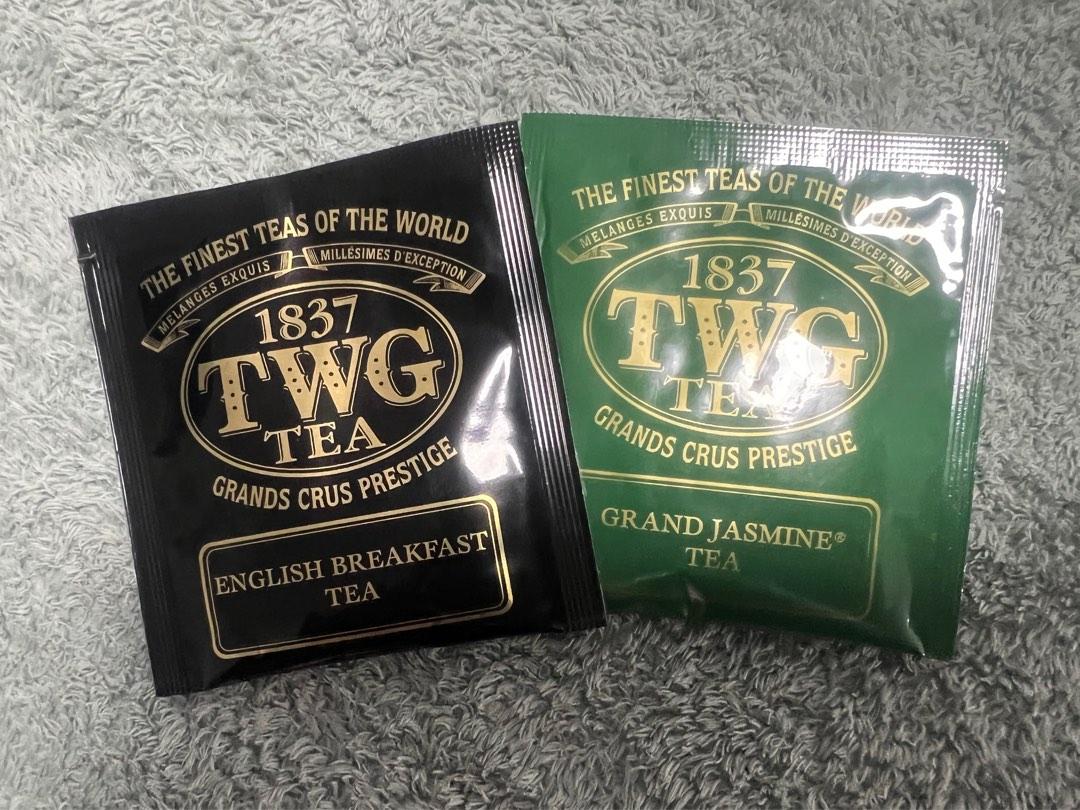 THE FINEST TEAS OF THE WORLD
MELANGES EXQUIS MILLÉSIMES D'EXCEPTION
1837
TWG
TEA
GRANDS CRUS PRESTIGE
ENGLISH BREAKFAST
TEA
THE FINEST TEAS OF THE WORLD
MELANGES EXQUIS MILLÉSIMES D'EXCEPTION
1837
TWG
TEA
GRANDS CRUS PRESTIGE
GRAND JASMINE®
TEA